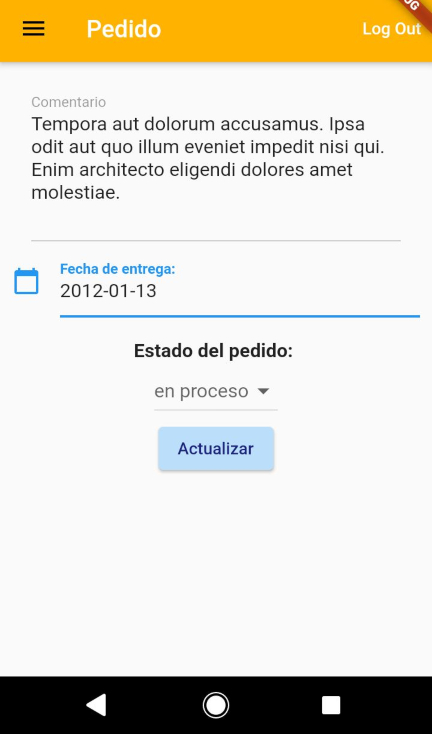 Pedido
Log Out
Comentario
Tempora aut dolorum accusamus. Ipsa
odit aut quo illum eveniet impedit nisi qui.
Enim architecto eligendi dolores amet
molestiae.
Fecha de entrega:
2012-01-13
Estado del pedido:
en proceso
Actualizar